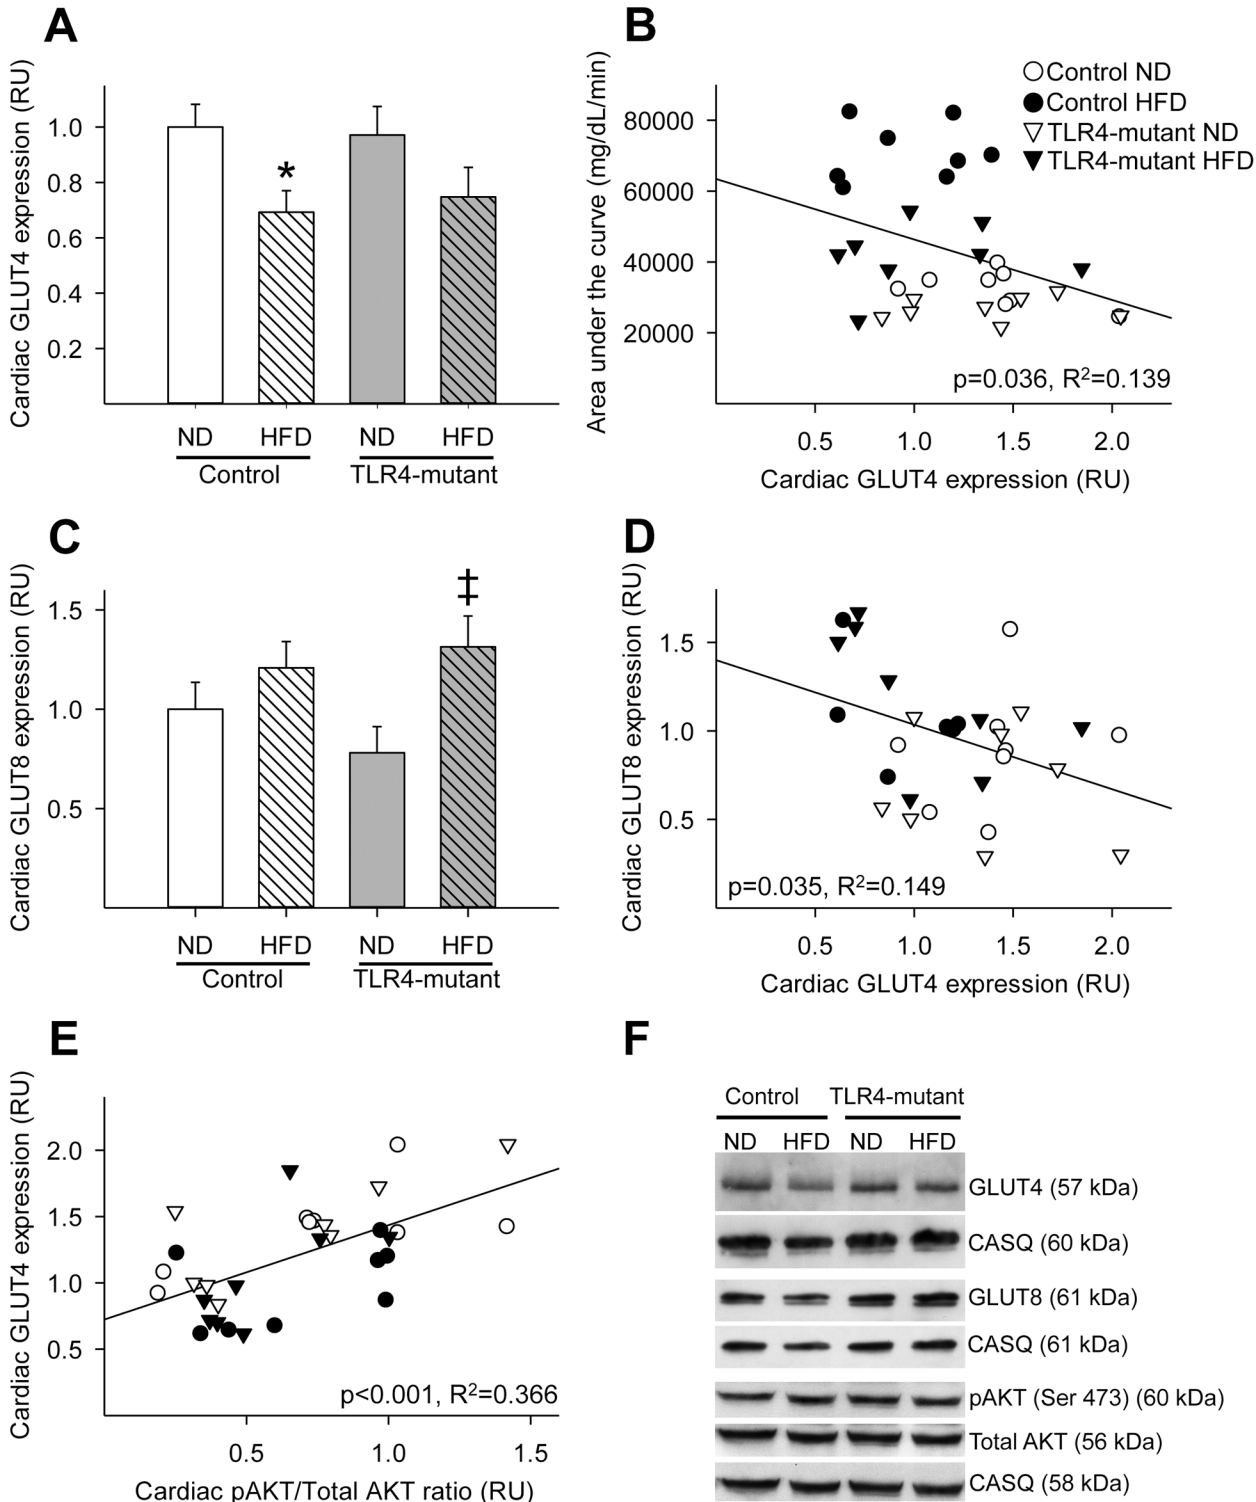 A
Cardiac GLUT4 expression (RU)
1.0
0.8
0.6
0.4
0.2
*
ND HFD ND HFD
Control TLR4-mutant
B
Area under the curve (mg/dL/min)
80000
60000
40000
20000
Control ND
Control HFD
TLR4-mutant ND
TLR4-mutant HFD
p=0.036, R²=0.139
0.5 1.0 1.5 2.0
Cardiac GLUT4 expression (RU)
C
Cardiac GLUT8 expression (RU)
1.5
1.0
0.5
‡
ND HFD ND HFD
Control TLR4-mutant
D
Cardiac GLUT8 expression (RU)
1.5
1.0
0.5
p=0.035, R²=0.149
0.5 1.0 1.5 2.0
Cardiac GLUT4 expression (RU)
E
Cardiac GLUT4 expression (RU)
2.0
1.5
1.0
0.5
p<0.001, R²=0.366
0.5 1.0 1.5
Cardiac pAKT/Total AKT ratio (RU)
F
Control TLR4-mutant
ND HFD ND HFD
GLUT4 (57 kDa)
CASQ (60 kDa)
GLUT8 (61 kDa)
CASQ (61 kDa)
pAKT (Ser 473) (60 kDa)
Total AKT (56 kDa)
CASQ (58 kDa)